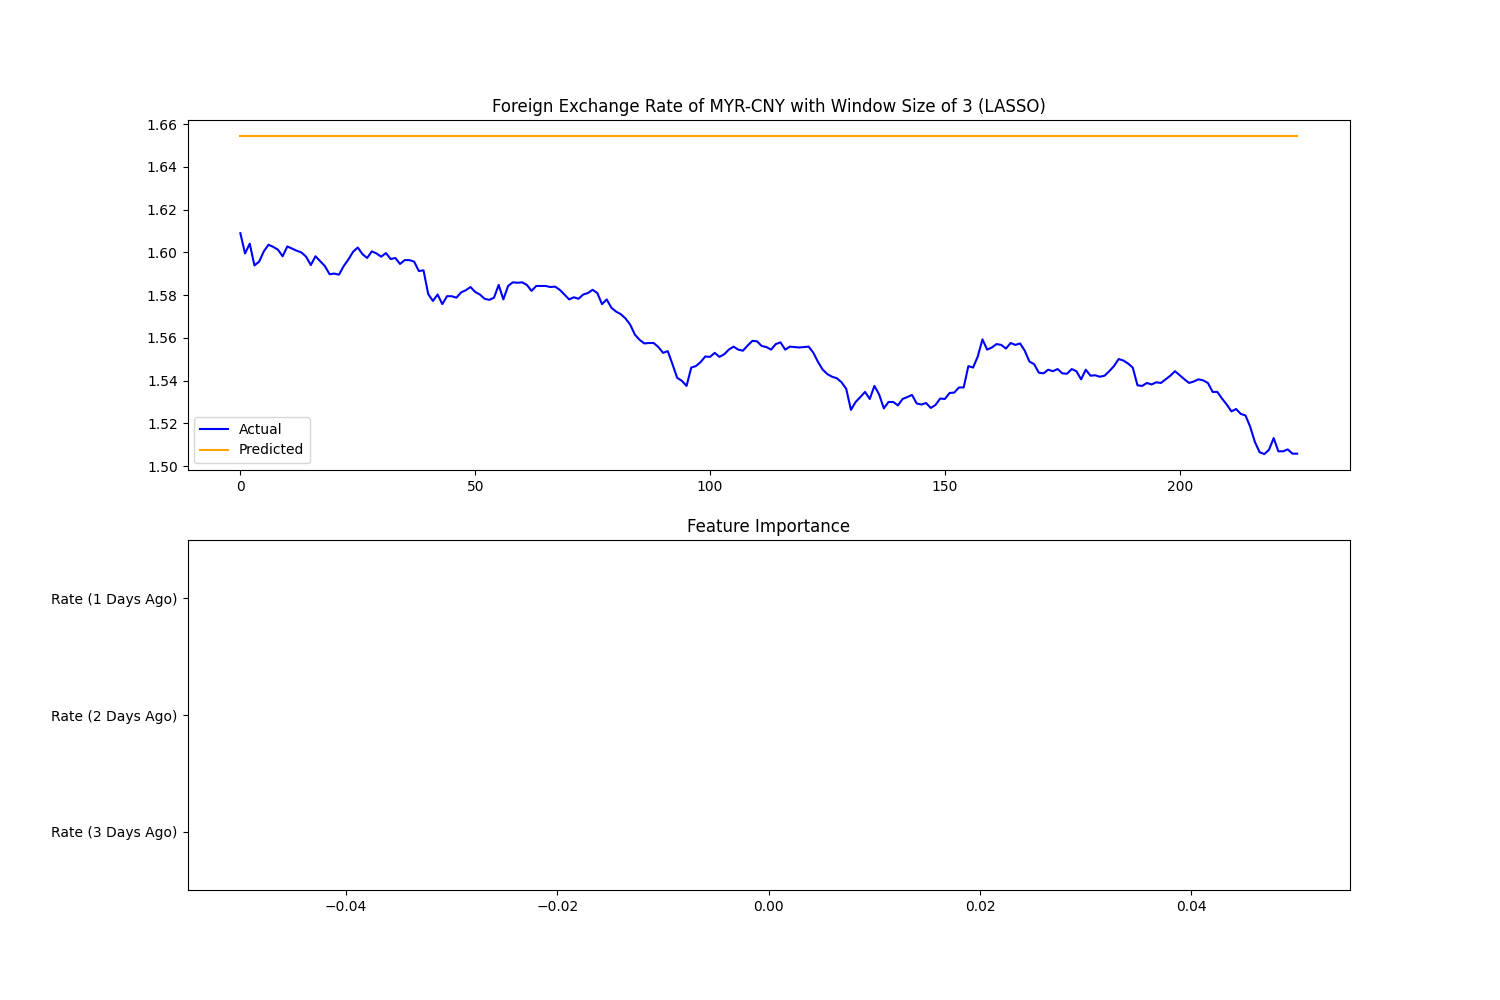 Foreign Exchange Rate of MYR-CNY with Window Size of 3 (LASSO)
1.66
1.64
1.62
1.60
1.58
1.56
1.54
1.52
1.50
Actual
Predicted
0 50 100 150 200
Feature Importance
Rate (1 Days Ago)
Rate (2 Days Ago)
Rate (3 Days Ago)
−0.04 −0.02 0.00 0.02 0.04